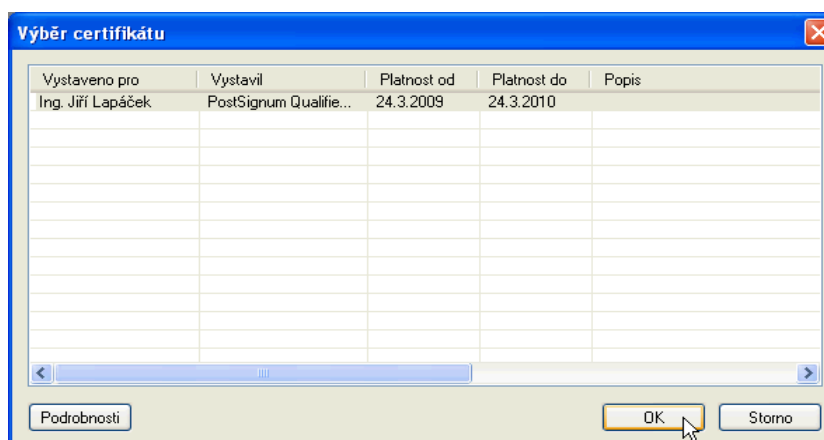 Výběr certifikátu
Vystaveno pro Vystavil Platnost od Platnost do Popis
Ing. Jiří Lapáček PostSignum Qualifie... 24.3.2009 24.3.2010
Podrobnosti OK Storno